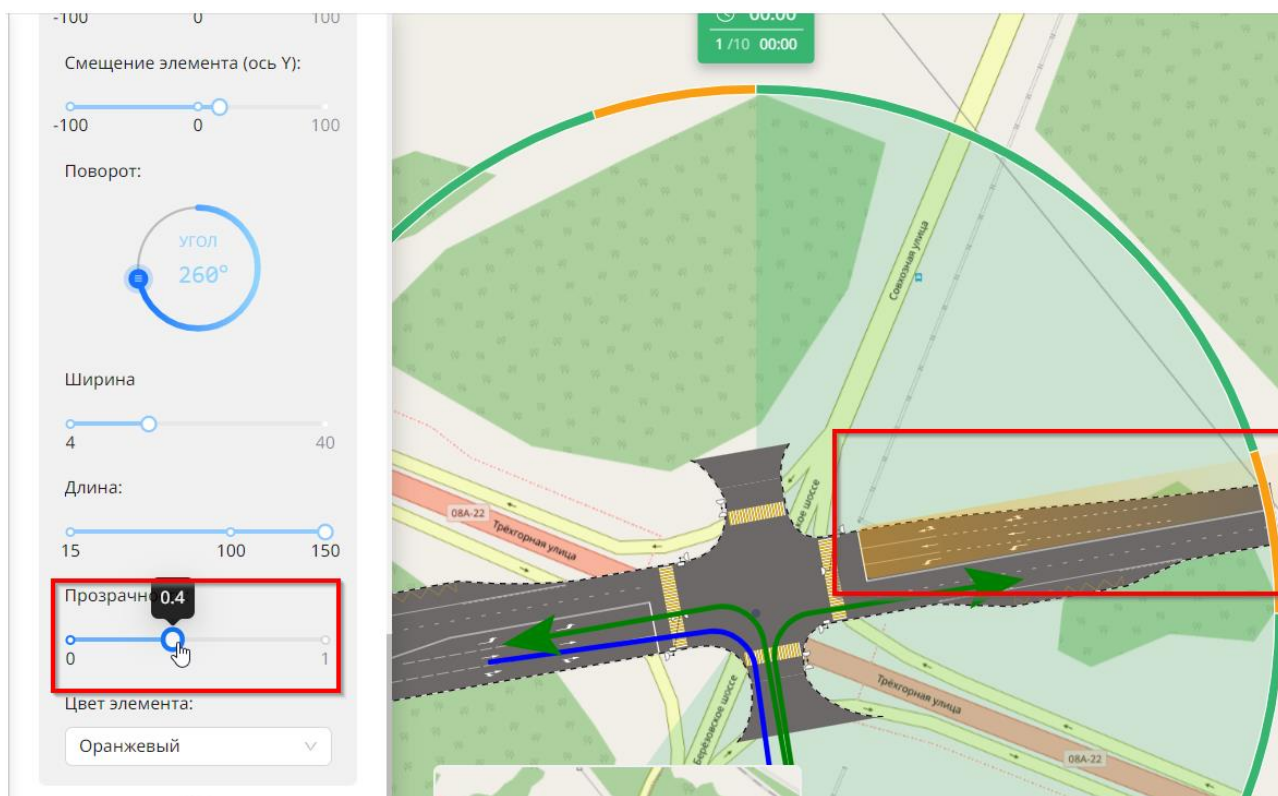 -100 0 100
Смещение элемента (ось Y):
-100 0 100
Поворот:
УГОЛ
260°
Ширина
4 40
Длина:
15 100 150
0.4
0 1
Цвет элемента:
Оранжевый
00:00
1 /10 00:00
Совхозная улица
08А-22
Трёхгорная улица
Берёзовское шоссе
Трёхгорная улица
08А-22